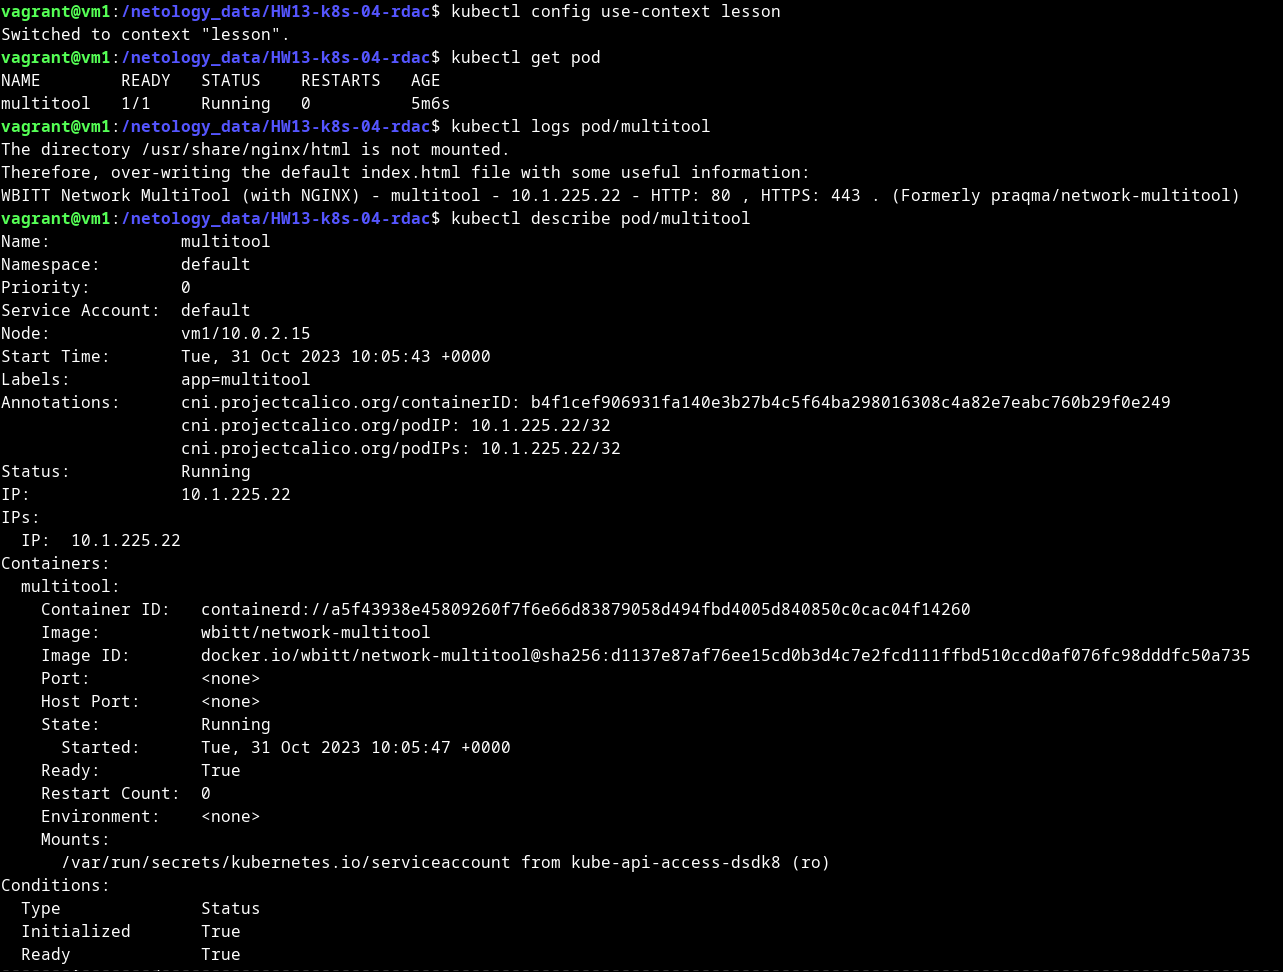 vagrant@vm1:/netology_data/HW13-k8s-04-rdac$ kubectl config use-context lesson
Switched to context "lesson".
vagrant@vm1:/netology_data/HW13-k8s-04-rdac$ kubectl get pod
NAME        READY   STATUS    RESTARTS   AGE
multitool   1/1     Running   0          5m6s
vagrant@vm1:/netology_data/HW13-k8s-04-rdac$ kubectl logs pod/multitool
The directory /usr/share/nginx/html is not mounted.
Therefore, over-writing the default index.html file with some useful information:
WBITT Network MultiTool (with NGINX) - multitool - 10.1.225.22 - HTTP: 80 , HTTPS: 443 . (Formerly praqma/network-multitool)
vagrant@vm1:/netology_data/HW13-k8s-04-rdac$ kubectl describe pod/multitool
Name:             multitool
Namespace:        default
Priority:         0
Service Account:  default
Node:             vm1/10.0.2.15
Start Time:       Tue, 31 Oct 2023 10:05:43 +0000
Labels:           app=multitool
Annotations:      cni.projectcalico.org/containerID: b4f1cef906931fa140e3b27b4c5f64ba298016308c4a82e7eabc760b29f0e249
                  cni.projectcalico.org/podIP: 10.1.225.22/32
                  cni.projectcalico.org/podIPs: 10.1.225.22/32
Status:           Running
IP:               10.1.225.22
IPs:
  IP:  10.1.225.22
Containers:
  multitool:
    Container ID:   containerd://a5f43938e45809260f7f6e66d83879058d494fbd4005d840850c0cac04f14260
    Image:          wbitt/network-multitool
    Image ID:       docker.io/wbitt/network-multitool@sha256:d1137e87af76ee15cd0b3d4c7e2fcd111ffbd510ccd0af076fc98dddfc50a735
    Port:           <none>
    Host Port:      <none>
    State:          Running
      Started:      Tue, 31 Oct 2023 10:05:47 +0000
    Ready:          True
    Restart Count:  0
    Environment:    <none>
    Mounts:
      /var/run/secrets/kubernetes.io/serviceaccount from kube-api-access-dsdk8 (ro)
Conditions:
  Type              Status
  Initialized       True
  Ready             True